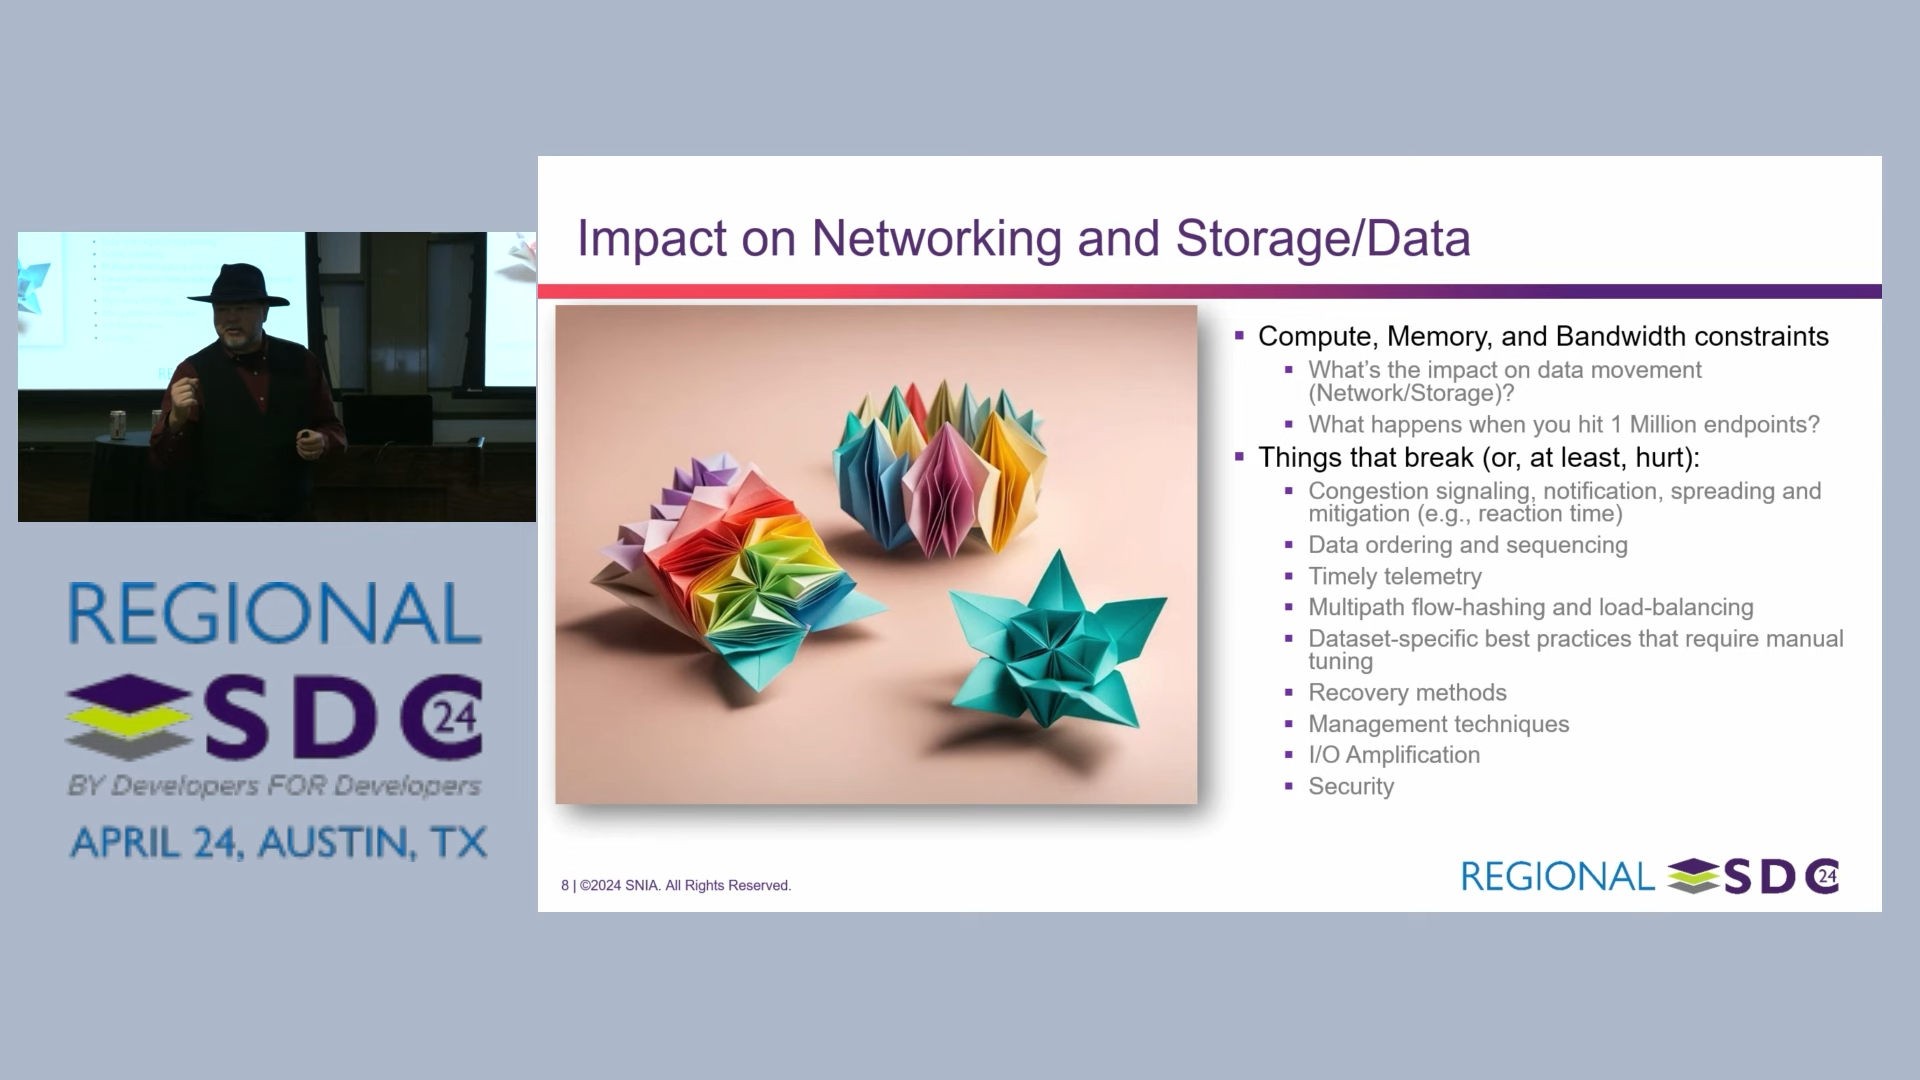 Impact on Networking and Storage/Data
Compute, Memory, and Bandwidth constraints
What’s the impact on data movement
(Network/Storage)?
What happens when you hit 1 Million endpoints?
Things that break (or, at least, hurt):
Congestion signaling, notification, spreading and
mitigation (e.g., reaction time)
Data ordering and sequencing
Timely telemetry
Multipath flow-hashing and load-balancing
Dataset-specific best practices that require manual
tuning
Recovery methods
Management techniques
I/O Amplification
Security
8 | ©2024 SNIA. All Rights Reserved.
REGIONAL SDC 24
REGIONAL
SDC 24
BY Developers FOR Developers
APRIL 24, AUSTIN, TX